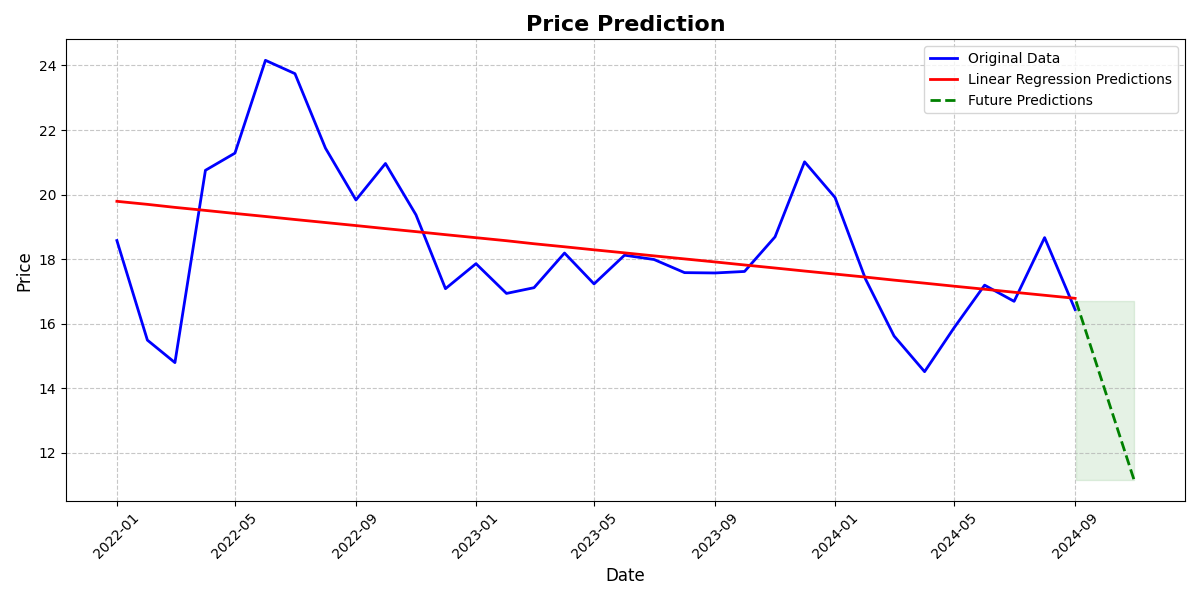 Price Prediction
Original Data
Linear Regression Predictions
Future Predictions
Price
24
22
20
18
16
14
12
2022-01
2022-05
2022-09
2023-01
2023-05
2023-09
2024-01
2024-05
2024-09
Date